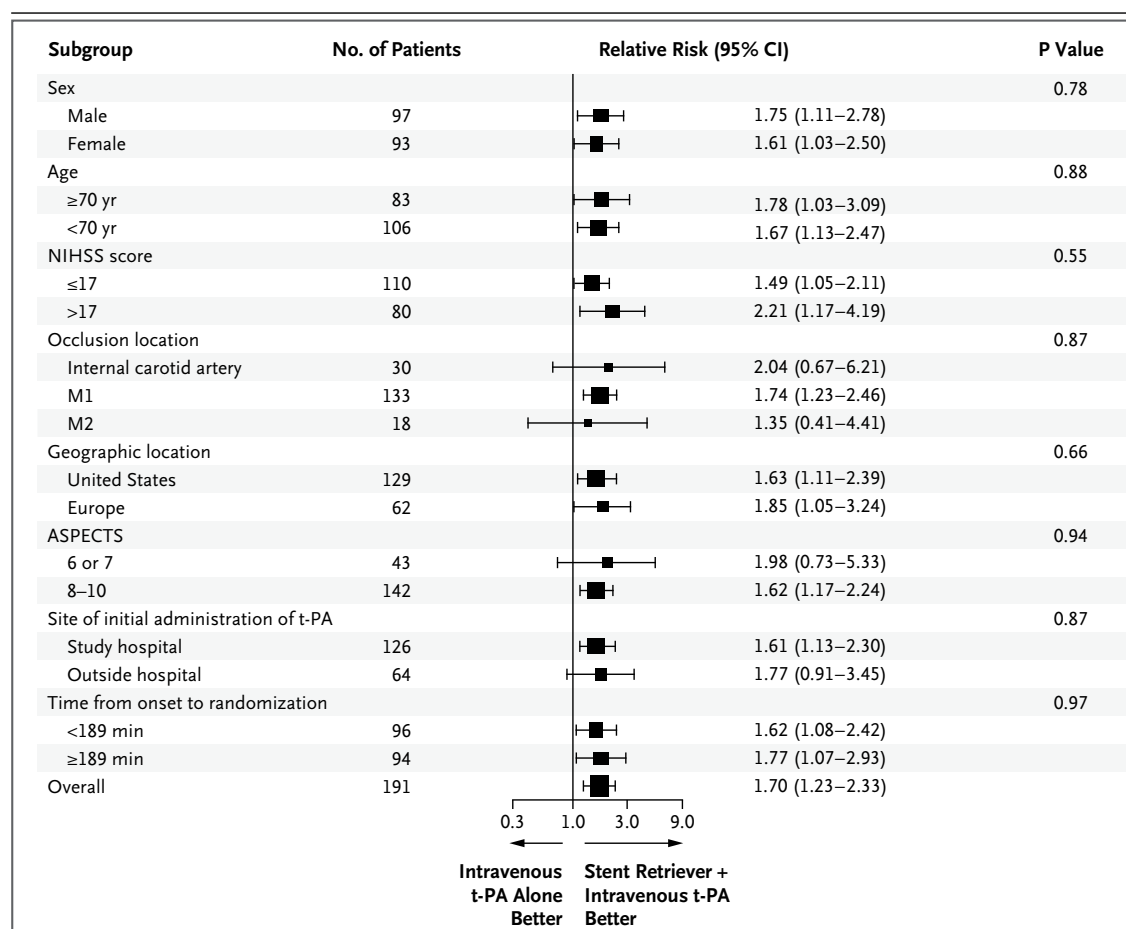 Subgroup No. of Patients Relative Risk (95% CI) P Value
Sex 0.78
Male 97 1.75 (1.11–2.78)
Female 93 1.61 (1.03–2.50)
Age 0.88
≥70 yr 83 1.78 (1.03–3.09)
<70 yr 106 1.67 (1.13–2.47)
NIHSS score 0.55
≤17 110 1.49 (1.05–2.11)
>17 80 2.21 (1.17–4.19)
Occlusion location 0.87
Internal carotid artery 30 2.04 (0.67–6.21)
M1 133 1.74 (1.23–2.46)
M2 18 1.35 (0.41–4.41)
Geographic location 0.66
United States 129 1.63 (1.11–2.39)
Europe 62 1.85 (1.05–3.24)
ASPECTS 0.94
6 or 7 43 1.98 (0.73–5.33)
8–10 142 1.62 (1.17–2.24)
Site of initial administration of t-PA 0.87
Study hospital 126 1.61 (1.13–2.30)
Outside hospital 64 1.77 (0.91–3.45)
Time from onset to randomization 0.97
<189 min 96 1.62 (1.08–2.42)
≥189 min 94 1.77 (1.07–2.93)
Overall 191 1.70 (1.23–2.33)
0.3 1.0 3.0 9.0
Intravenous
t-PA Alone
Better
Stent Retriever +
Intravenous t-PA
Better